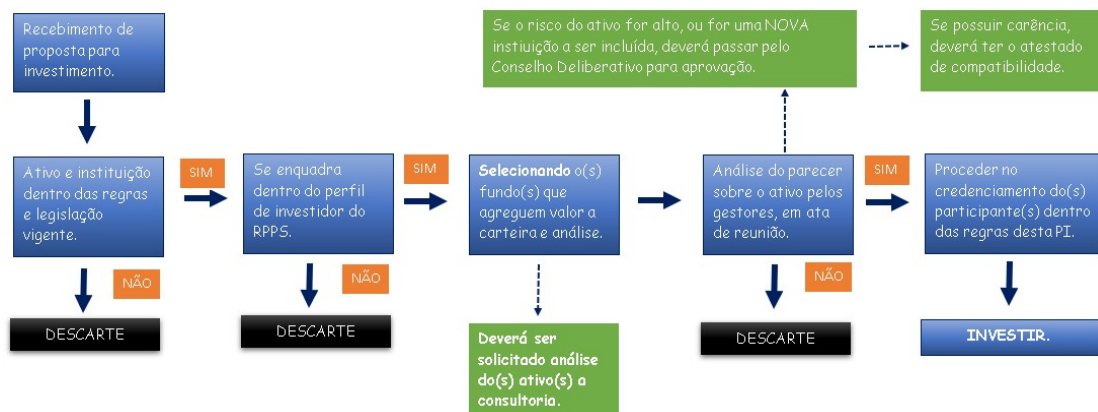 Recebimento de
proposta para
investimento.
Se o risco do ativo for alto, ou for uma NOVA
instiuição a ser incluída, deverá passar pelo
Conselho Deliberativo para aprovação.
Se possuir carência,
deverá ter o atestado
de compatibilidade.
Ativo e instituição
dentro das regras
e legislação
vigente.
SIM
Se enquadra
dentro do perfil
de investidor do
RPPS.
SIM
Selecionando o(s)
fundo(s) que
agreguem valor a
carteira e análise.
Análise do parecer
sobre o ativo pelos
gestores, em ata
de reunião.
SIM
Proceder no
credenciamento do(s)
participante(s) dentro
das regras desta PI.
NÃO
NÃO
NÃO
DESCARTE
DESCARTE
Deverá ser
solicitado análise
do(s) ativo(s) a
consultoria.
DESCARTE
INVESTIR.